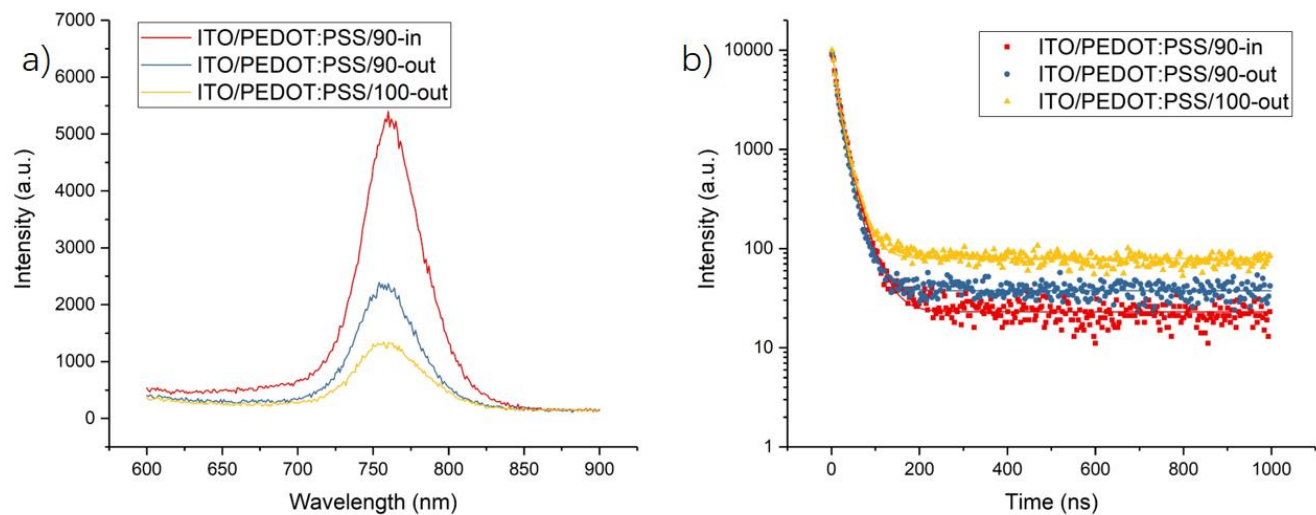 a)
ITO/PEDOT:PSS/90-in
ITO/PEDOT:PSS/90-out
ITO/PEDOT:PSS/100-out
7000
6000
5000
4000
3000
2000
1000
0
Intensity (a.u.)
600 650 700 750 800 850 900
Wavelength (nm)
b)
ITO/PEDOT:PSS/90-in
ITO/PEDOT:PSS/90-out
ITO/PEDOT:PSS/100-out
10000
1000
100
10
1
Intensity (a.u.)
0 200 400 600 800 1000
Time (ns)